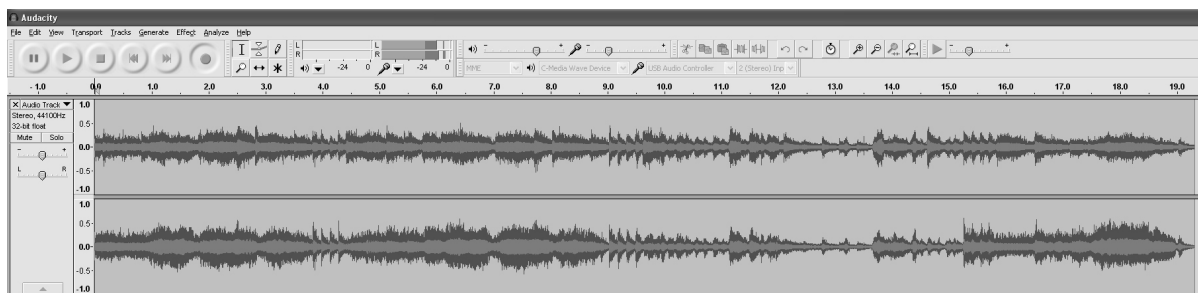 Audacity
File Edit View Transport Tracks Generate Effect Analyze Help
L R -24 0 L R -24 0
MME C-Media Wave Device USB Audio Controller 2 (Stereo) Inp
- 1.0 0.0 1.0 2.0 3.0 4.0 5.0 6.0 7.0 8.0 9.0 10.0 11.0 12.0 13.0 14.0 15.0 16.0 17.0 18.0 19.0
X Audio Track
Stereo, 44100Hz
32-bit float
Mute Solo
- +
L R
1.0
0.5-
0.0-
-0.5-
-1.0
1.0
0.5-
0.0-
-0.5-
-1.0